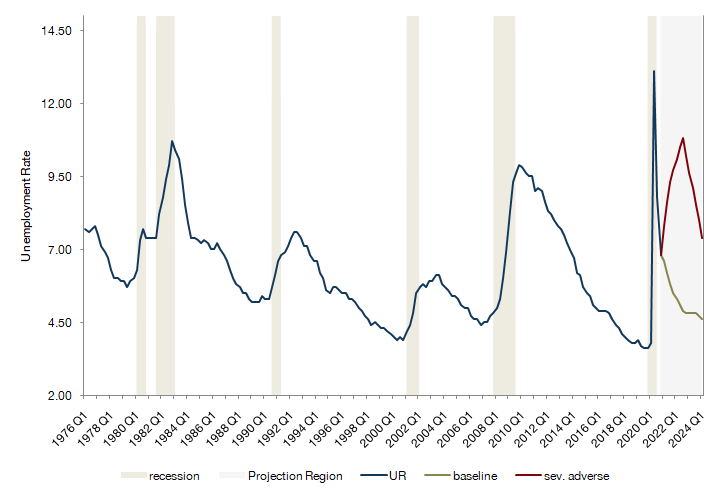 14.50
12.00
9.50
7.00
4.50
2.00
Unemployment Rate
1976 Q1
1978 Q1
1980 Q1
1982 Q1
1984 Q1
1986 Q1
1988 Q1
1990 Q1
1992 Q1
1994 Q1
1996 Q1
1998 Q1
2000 Q1
2002 Q1
2004 Q1
2006 Q1
2008 Q1
2010 Q1
2012 Q1
2014 Q1
2016 Q1
2018 Q1
2020 Q1
2022 Q1
2024 Q1
recession Projection Region UR baseline sev. adverse